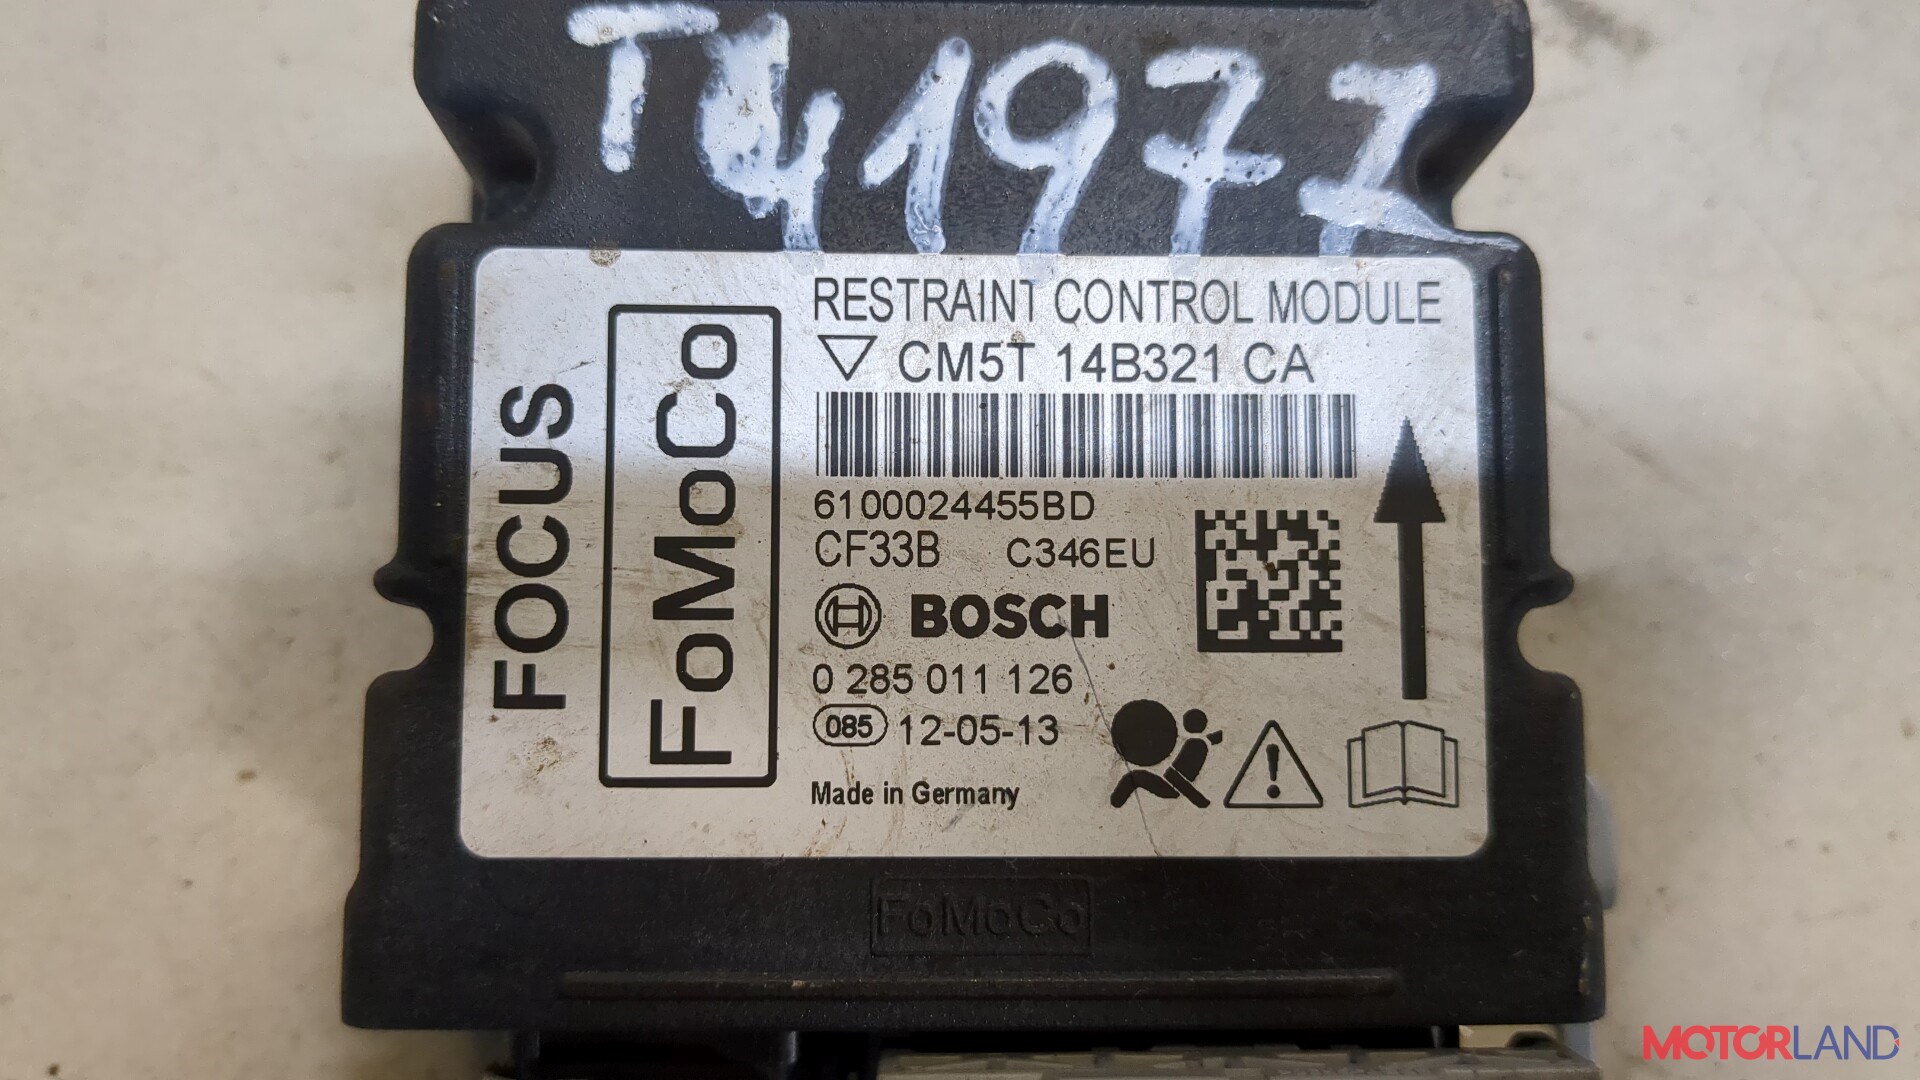 T41977
RESTRAINT CONTROL MODULE
CM5T 14B321 CA
FOCUS
FoMoCo
6100024455BD
CF33B C346EU
BOSCH
0 285 011 126
085 12-05-13
Made in Germany
FoMoCo
MOTORLAND